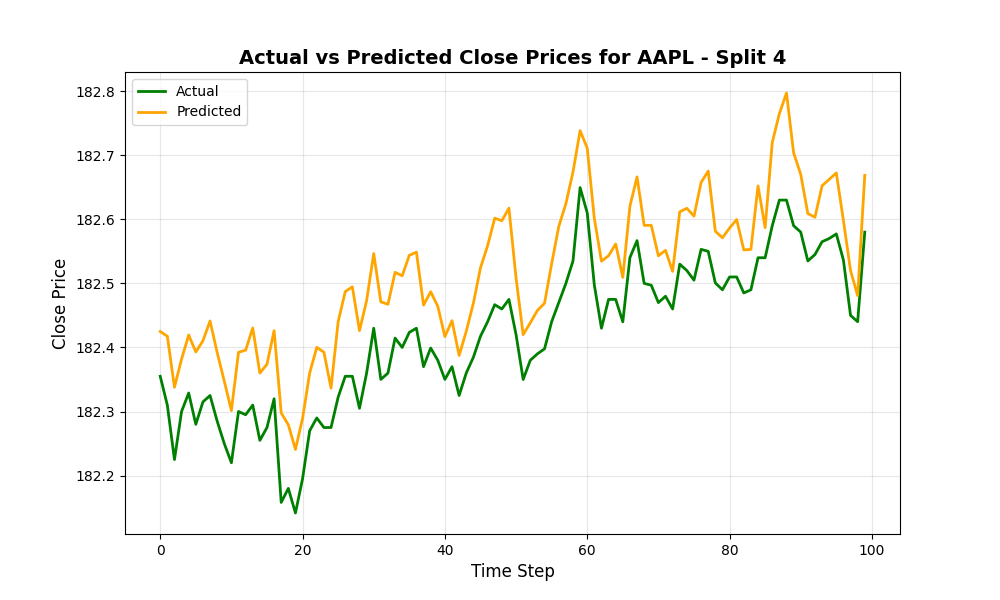 Actual vs Predicted Close Prices for AAPL - Split 4
Actual
Predicted
Close Price
182.8
182.7
182.6
182.5
182.4
182.3
182.2
0
20
40
60
80
100
Time Step